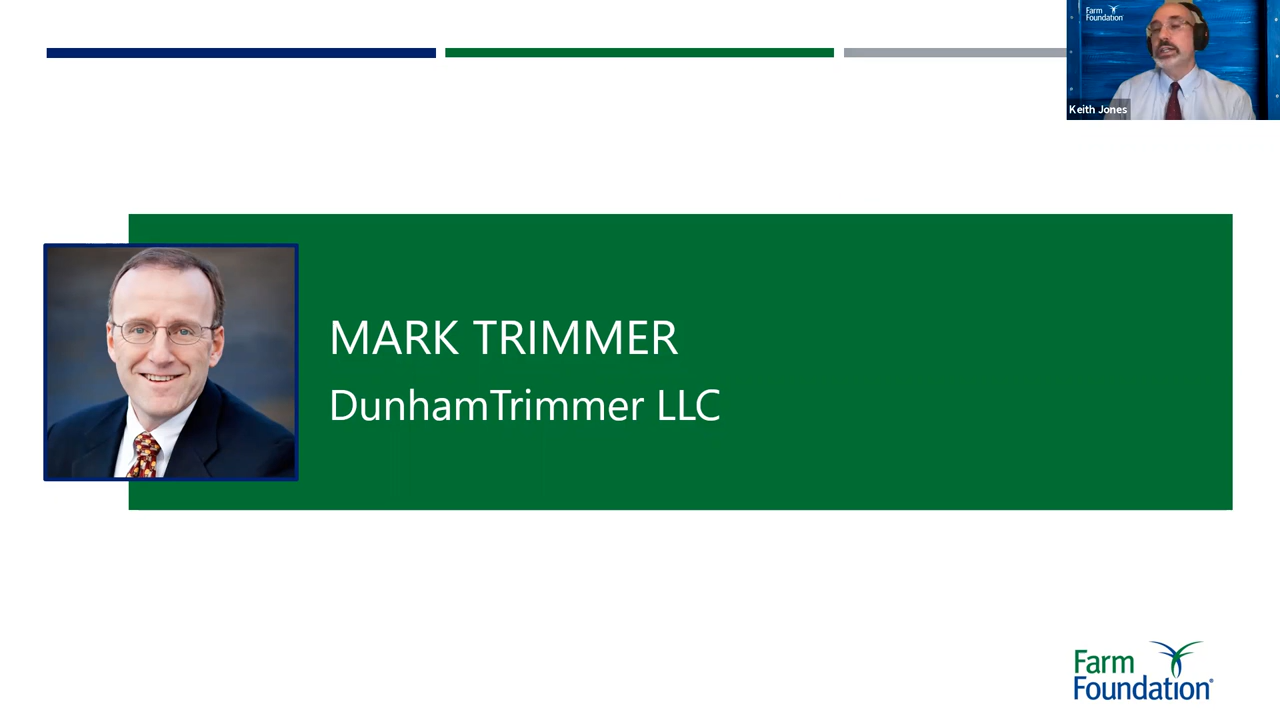 Farm
Foundation
Keith Jones
MARK TRIMMER
DunhamTrimmer LLC
Farm
Foundation®